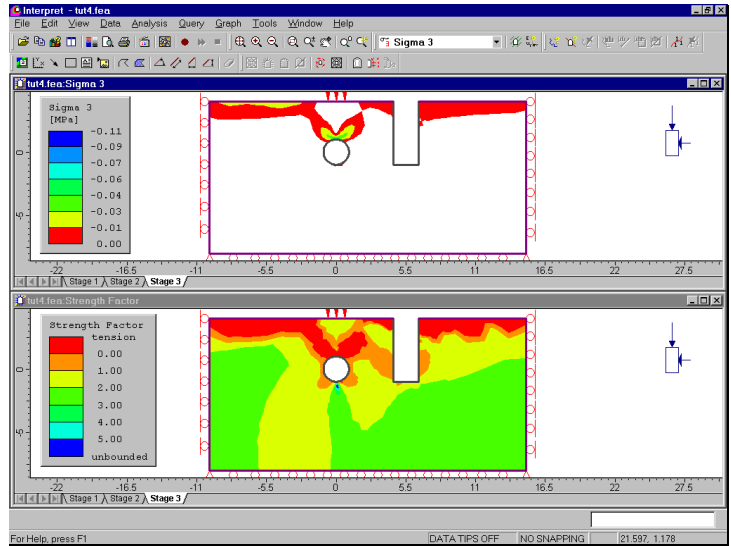 Interpret - tut4.fea
File Edit View Data Analysis Query Graph Tools Window Help
Sigma 3
tut4.fea:Sigma 3
Sigma 3
[MPa]
-0.11
-0.09
-0.07
-0.06
-0.04
-0.03
-0.01
0.00
0
-5
-22 -16.5 -11 -5.5 0 5.5 11 16.5 22 27.5
Stage 1 Stage 2 Stage 3
tut4.fea:Strength Factor
Strength Factor
tension
0.00
1.00
2.00
3.00
4.00
5.00
unbounded
0
-5
-22 -16.5 -11 -5.5 0 5.5 11 16.5 22 27.5
Stage 1 Stage 2 Stage 3
For Help, press F1 DATA TIPS OFF NO SNAPPING 21.597, 1.178